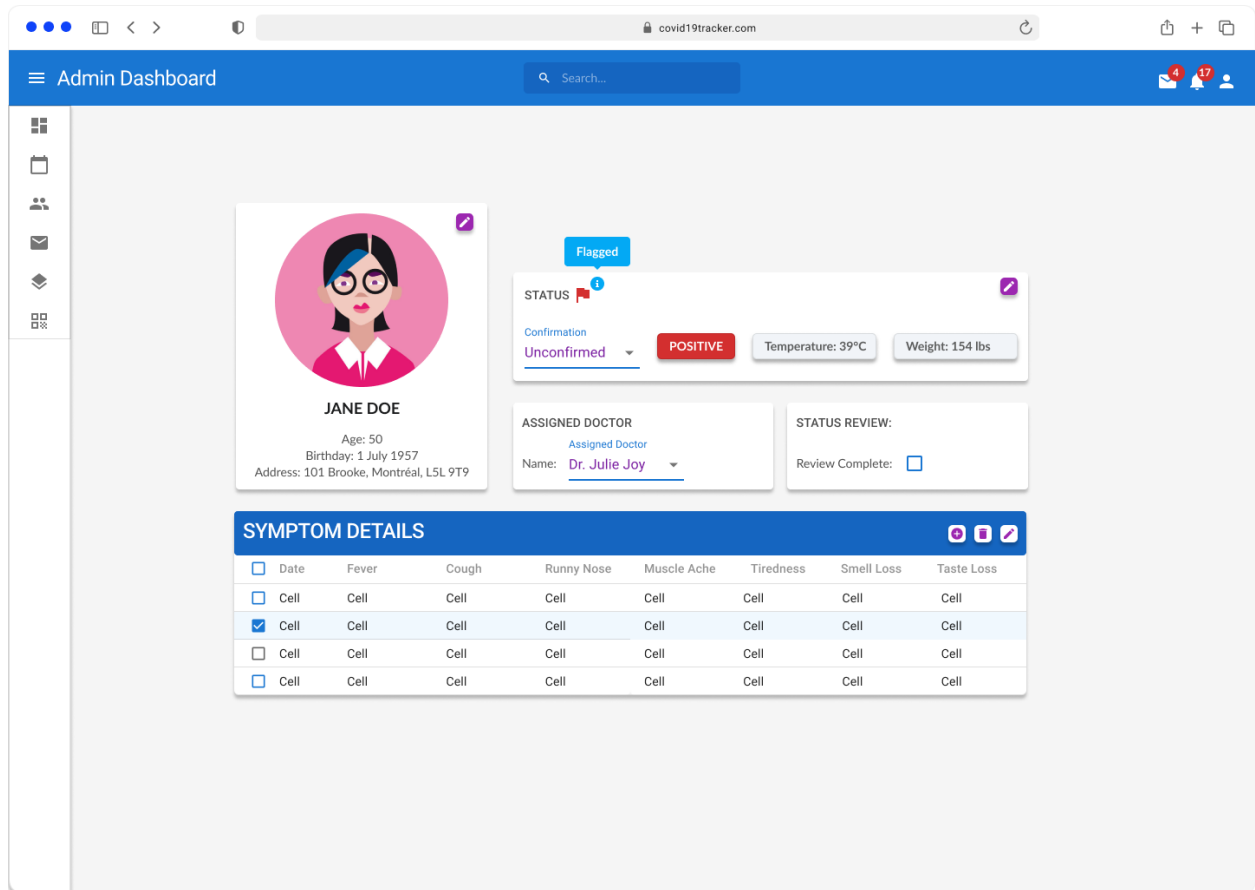 covid19tracker.com
Admin Dashboard
Search...
4
17
JANE DOE
Age: 50
Birthday: 1 July 1957
Address: 101 Brooke, Montréal, L5L 9T9
Flagged
STATUS
i
Confirmation
Unconfirmed
POSITIVE
Temperature: 39°C
Weight: 154 lbs
ASSIGNED DOCTOR
Assigned Doctor
Name: Dr. Julie Joy
STATUS REVIEW:
Review Complete:
SYMPTOM DETAILS
Date Fever Cough Runny Nose Muscle Ache Tiredness Smell Loss Taste Loss
Cell Cell Cell Cell Cell Cell Cell Cell
Cell Cell Cell Cell Cell Cell Cell Cell
Cell Cell Cell Cell Cell Cell Cell Cell
Cell Cell Cell Cell Cell Cell Cell Cell